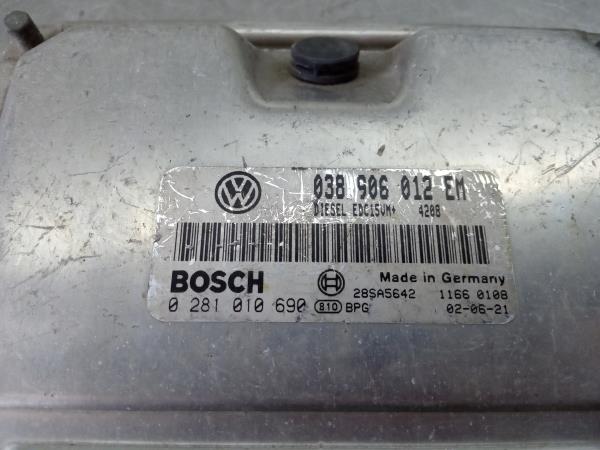 038 906 012 EM
DIESEL EDC15VM+ 4208
BOSCH Made in Germany
28SA5642 1166 0108
0 281 010 690 810 BPG 02-06-21